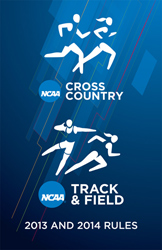 NCAA
CROSS
COUNTRY
NCAA
TRACK
& FIELD
2013 AND 2014 RULES